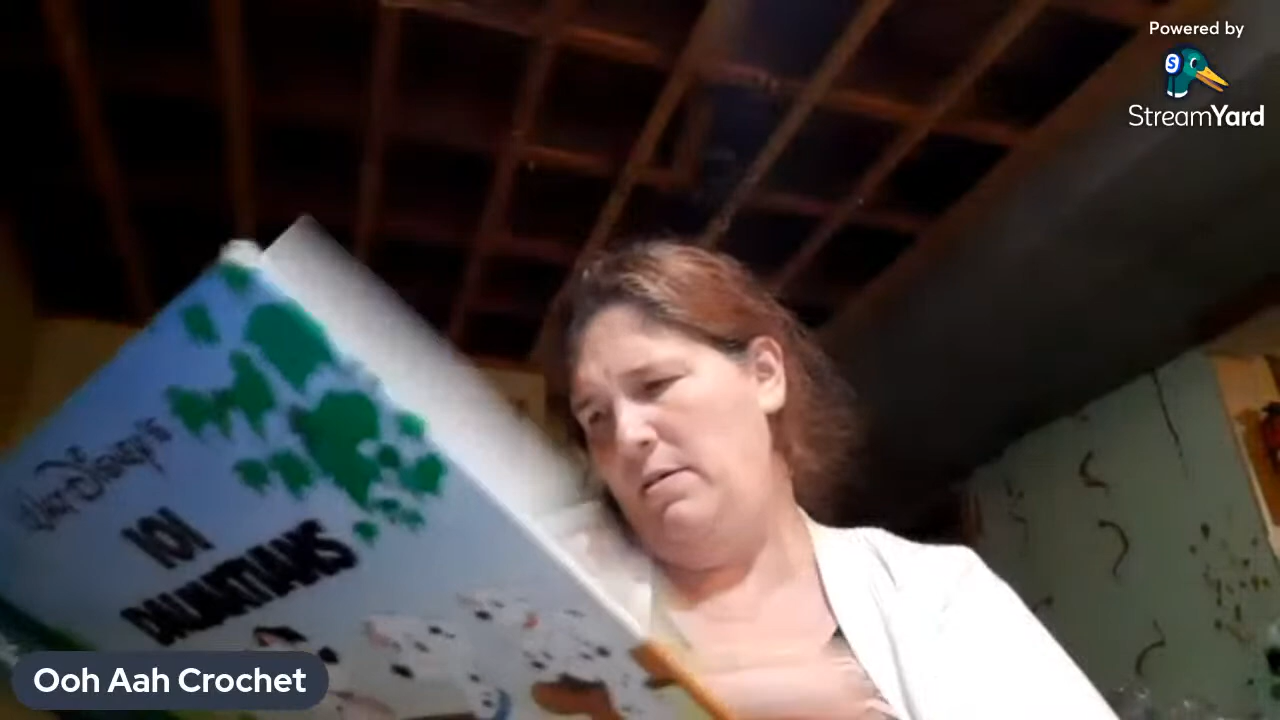 Powered by
StreamYard
Walt Disney's
101
DALMATIANS
Ooh Aah Crochet